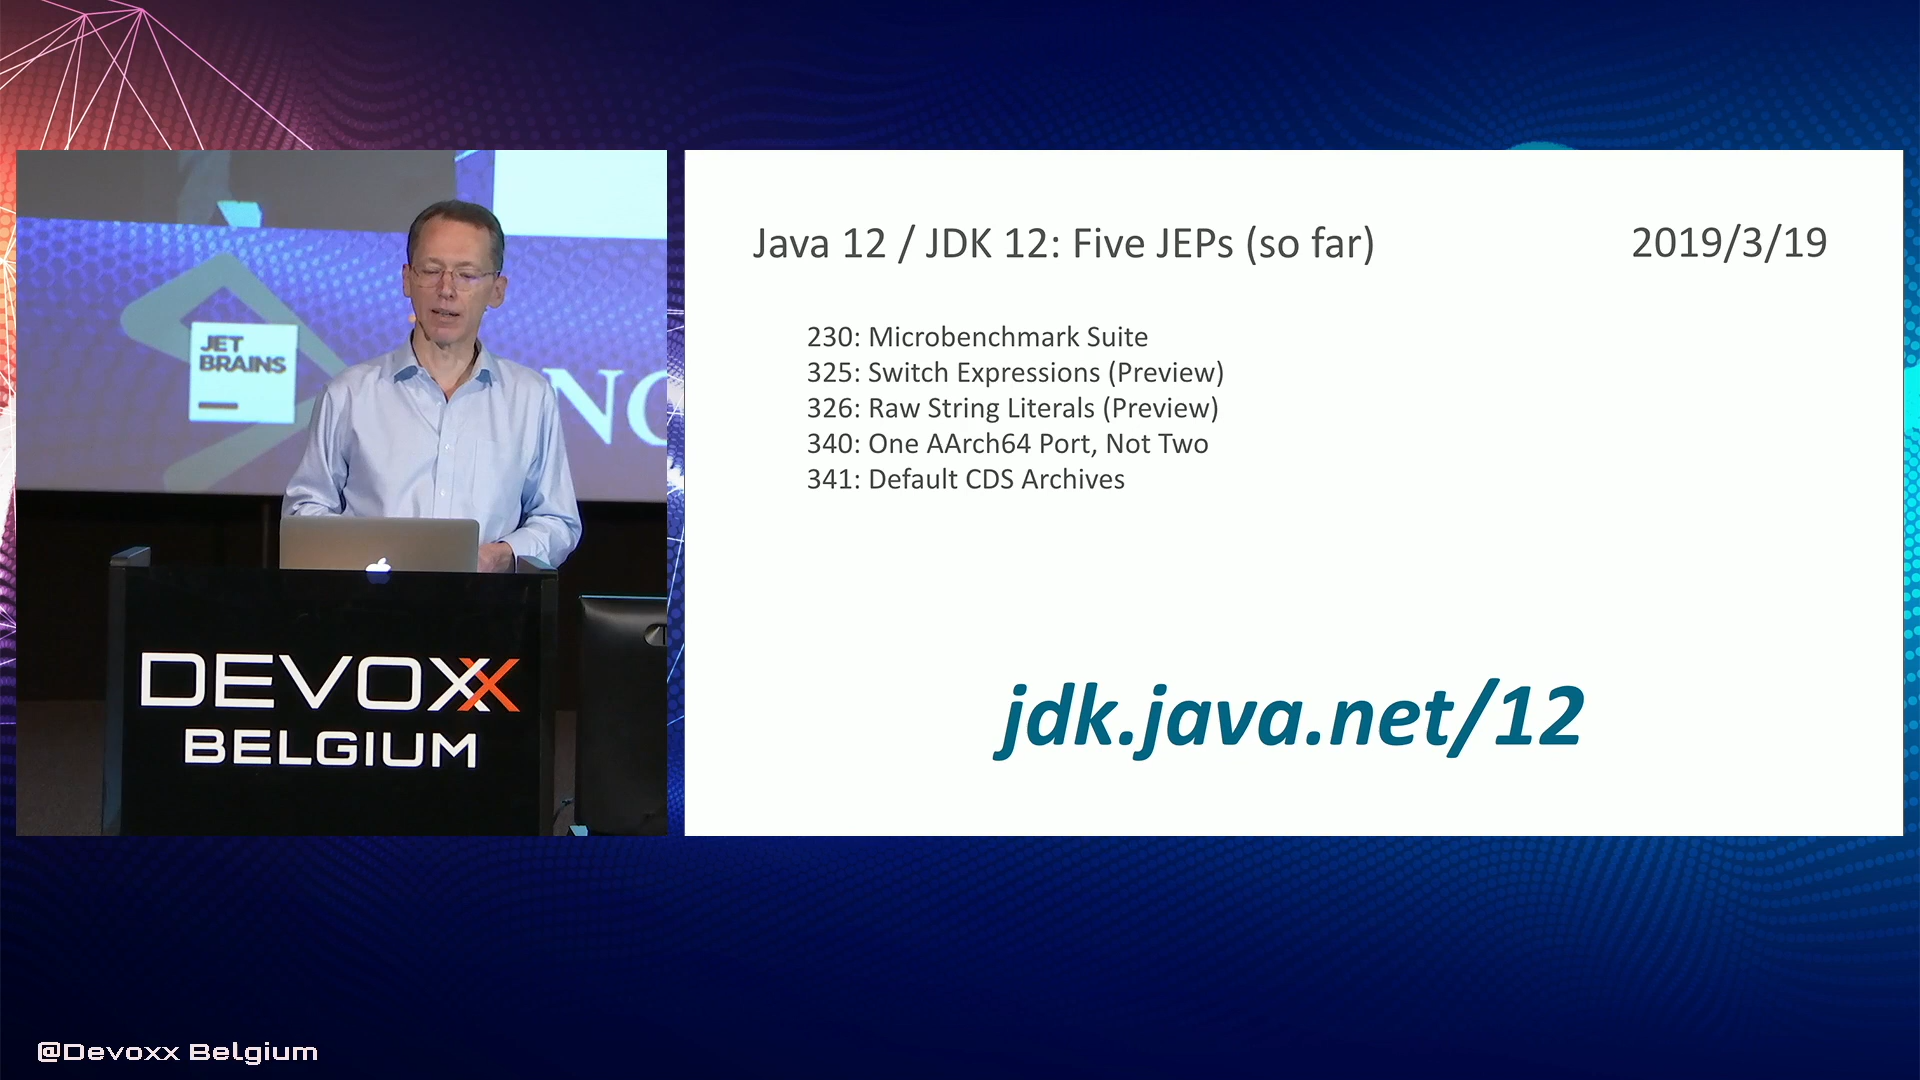 JET
BRAINS
NO
DEVOXX
BELGIUM
Java 12 / JDK 12: Five JEPs (so far)
2019/3/19
230: Microbenchmark Suite
325: Switch Expressions (Preview)
326: Raw String Literals (Preview)
340: One AArch64 Port, Not Two
341: Default CDS Archives
jdk.java.net/12
@Devoxx Belgium